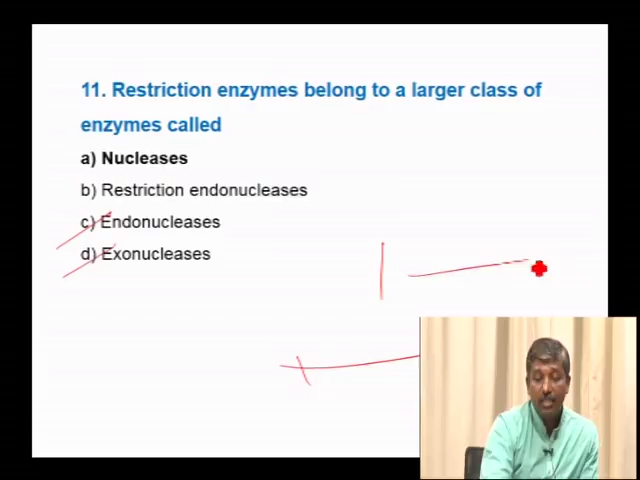 11. Restriction enzymes belong to a larger class of
enzymes called
a) Nucleases
b) Restriction endonucleases
c) Endonucleases
d) Exonucleases